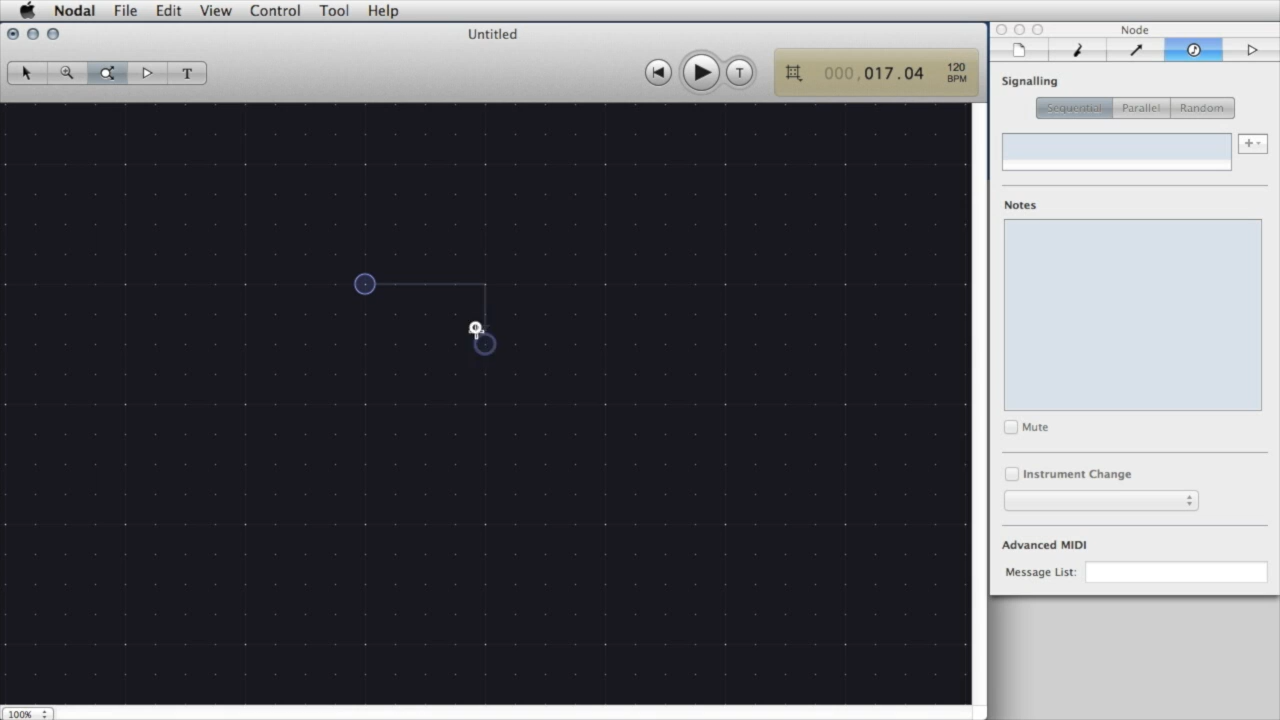 Nodal File Edit View Control Tool Help
Untitled
T
T
000,017.04
120
BPM
100%
Node
Signalling
Sequential Parallel Random
Notes
Mute
Instrument Change
Advanced MIDI
Message List: